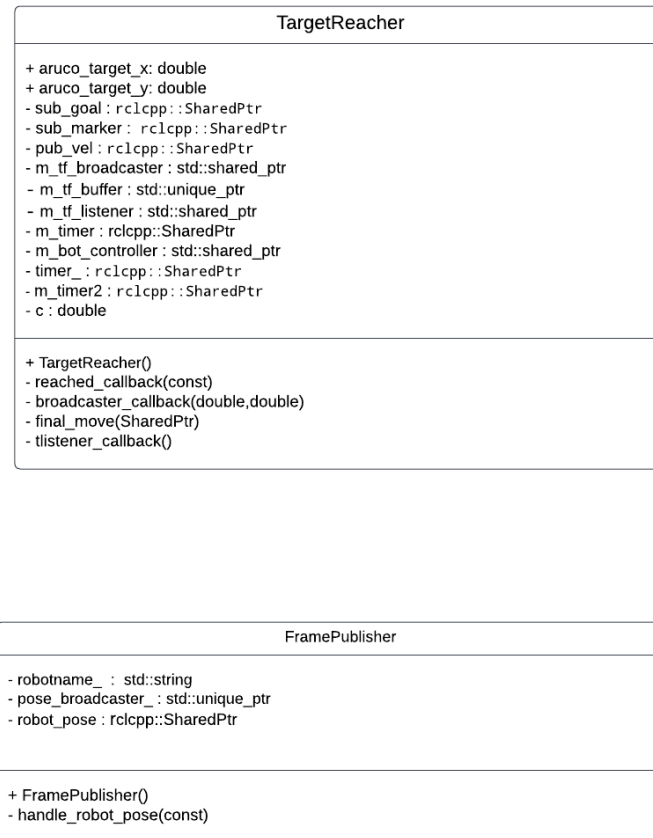 TargetReacher
+ aruco_target_x: double
+ aruco_target_y: double
- sub_goal : rclcpp::SharedPtr
- sub_marker : rclcpp::SharedPtr
- pub_vel : rclcpp::SharedPtr
- m_tf_broadcaster : std::shared_ptr
- m_tf_buffer : std::unique_ptr
- m_tf_listener : std::shared_ptr
- m_timer : rclcpp::SharedPtr
- m_bot_controller : std::shared_ptr
- timer_ : rclcpp::SharedPtr
- m_timer2 : rclcpp::SharedPtr
- c : double
+ TargetReacher()
- reached_callback(const)
- broadcaster_callback(double,double)
- final_move(SharedPtr)
- tlistener_callback()
FramePublisher
- robotname_ : std::string
- pose_broadcaster_ : std::unique_ptr
- robot_pose : rclcpp::SharedPtr
+ FramePublisher()
- handle_robot_pose(const)